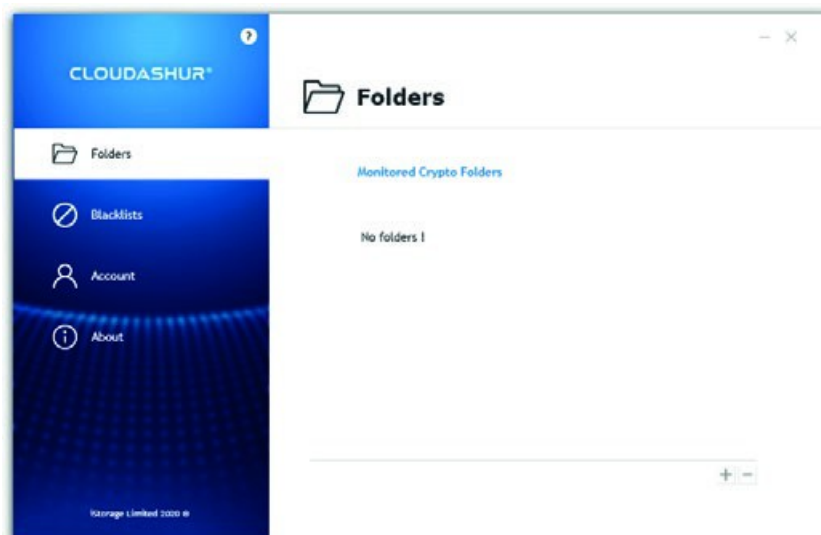 CLOUDASHUR®
?
Folders
Blacklists
Account
About
iStorage Limited 2020 ©
Folders
Monitored Crypto Folders
No folders !